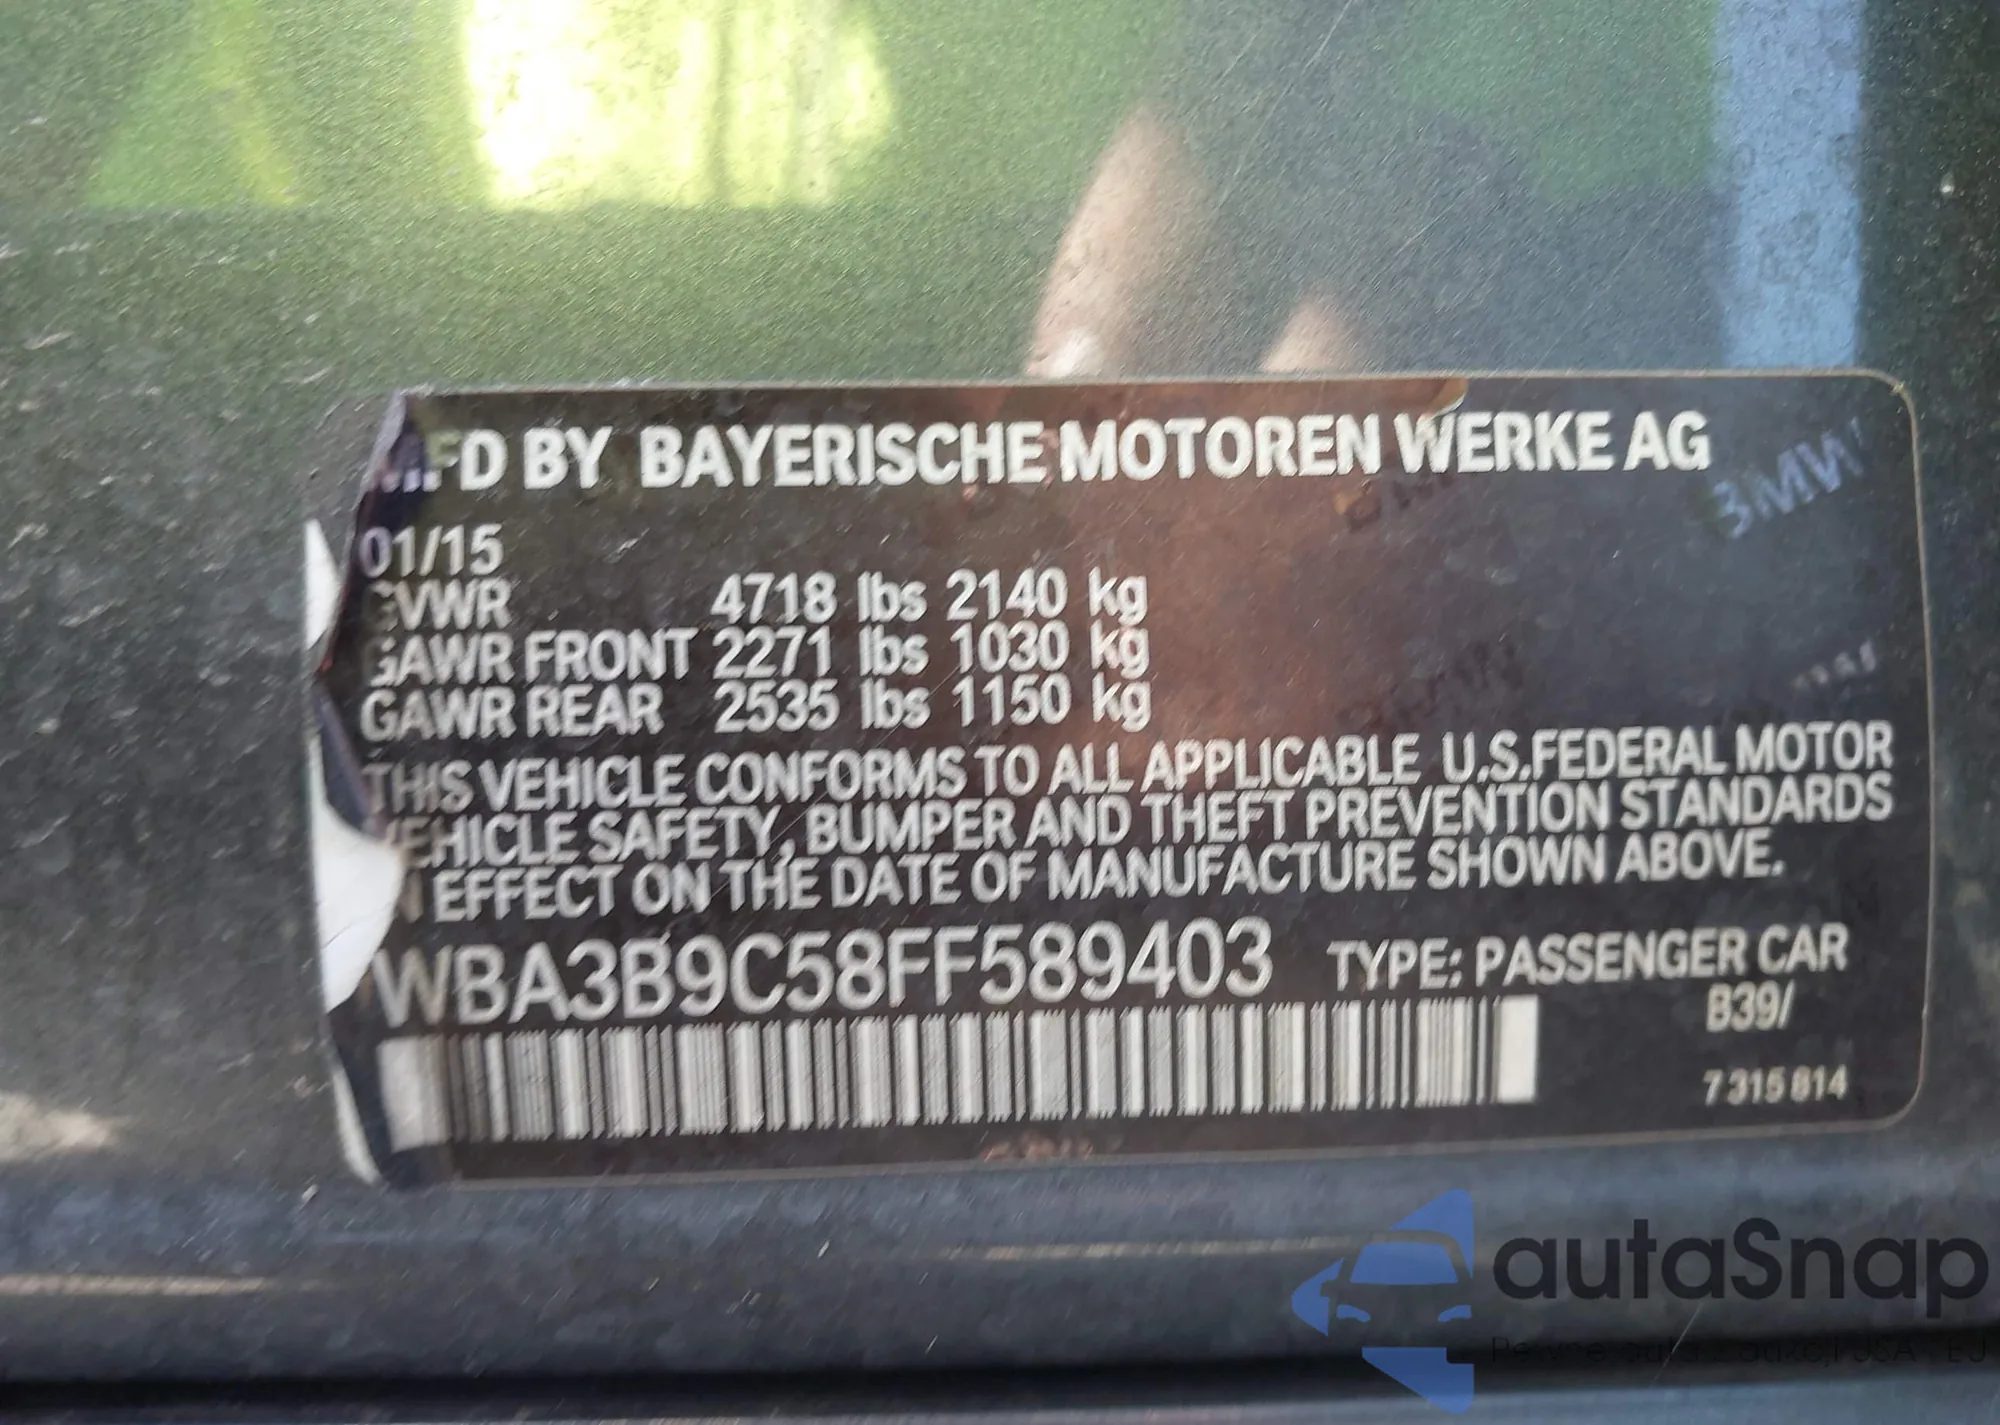 MFD BY BAYERISCHE MOTOREN WERKE AG
01/15
GVWR 4718 lbs 2140 kg
GAWR FRONT 2271 lbs 1030 kg
GAWR REAR 2535 lbs 1150 kg
THIS VEHICLE CONFORMS TO ALL APPLICABLE U.S.FEDERAL MOTOR
VEHICLE SAFETY, BUMPER AND THEFT PREVENTION STANDARDS
IN EFFECT ON THE DATE OF MANUFACTURE SHOWN ABOVE.
WBA3B9C58FF589403 TYPE: PASSENGER CAR
B39/
7 315 814
BMW
autaSnap